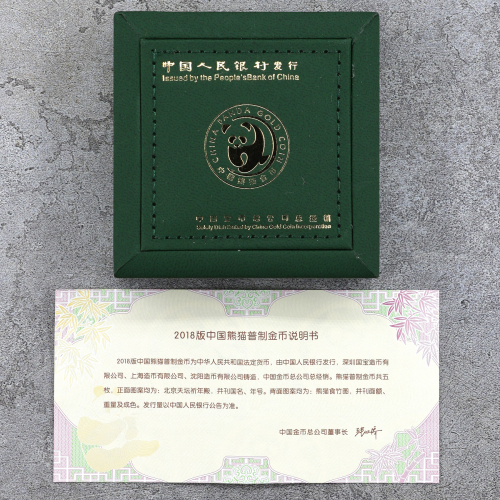 中国人民银行发行
Issued by the People'sBank of China
CHINA PANDA GOLD COIN
Solely Distributed by China Gold Coin Incorporation
2018版中国熊猫普制金币说明书
2018版中国熊猫普制金币为中华人民共和国法定货币，由中国人民银行发行，深圳国宝造币有
限公司、上海造币有限公司、沈阳造币有限公司铸造，中国金币总公司总经销。熊猫普制金币共五
枚，正面图案均为：北京天坛祈年殿，并刊国名、年号。背面图案均为：熊猫食竹图，并刊面额、
重量及成色。发行量以中国人民银行公告为准。
中国金币总公司董事长